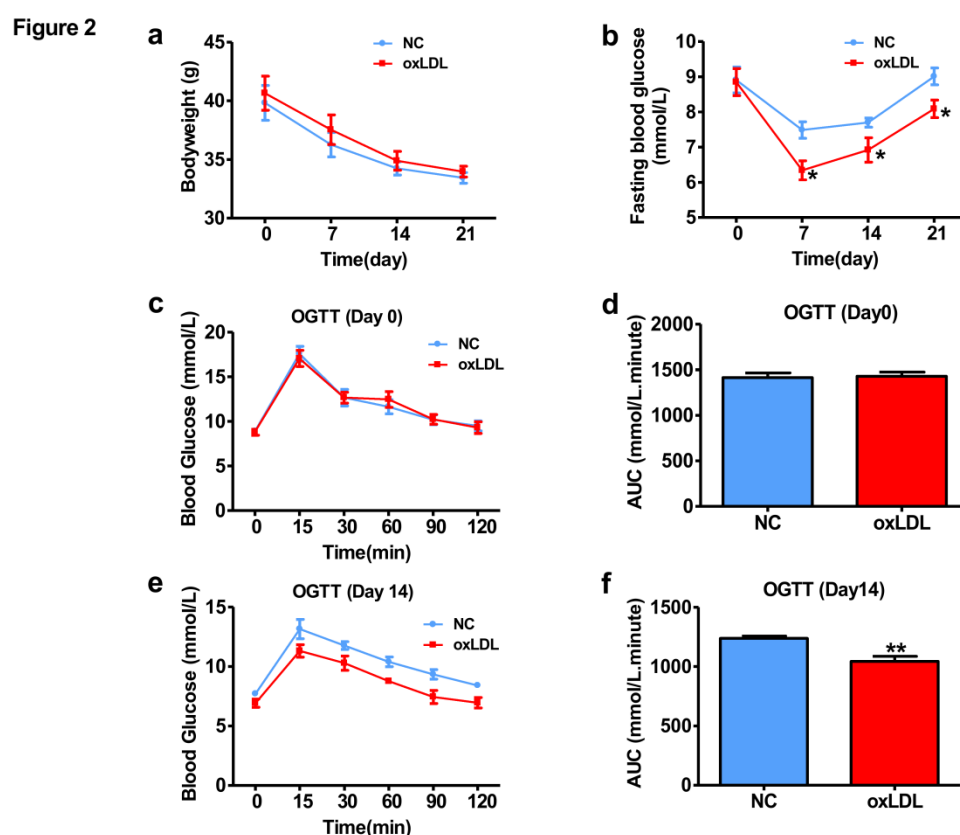 Figure 2
a
NC
oxLDL
Bodyweight (g)
45
40
35
30
0 7 14 21
Time(day)
b
NC
oxLDL
Fasting blood glucose
(mmol/L)
10
9
8
7
6
5
* * *
0 7 14 21
Time(day)
c
OGTT (Day 0)
NC
oxLDL
Blood Glucose (mmol/L)
20
15
10
5
0
0 15 30 60 90 120
Time(min)
d
OGTT (Day0)
AUC (mmol/L.minute)
2000
1500
1000
500
0
NC oxLDL
e
OGTT (Day 14)
NC
oxLDL
Blood Glucose (mmol/L)
15
10
5
0
0 15 30 60 90 120
Time(min)
f
OGTT (Day14)
AUC (mmol/L.minute)
1500
1000
500
0
**
NC oxLDL